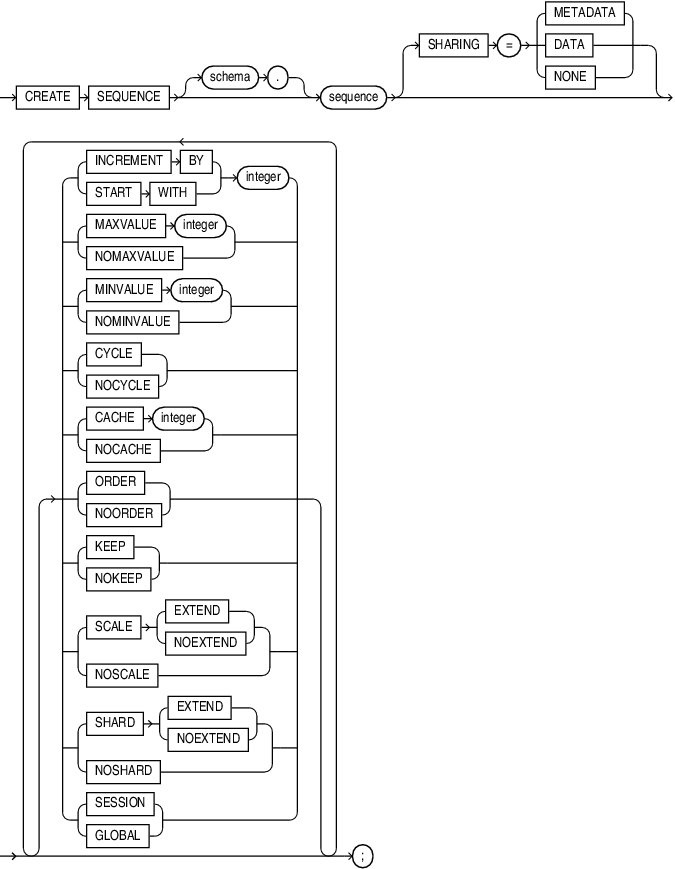 METADATA
SHARING = DATA
NONE
schema .
CREATE SEQUENCE sequence
INCREMENT BY
integer
START WITH
MAXVALUE integer
NOMAXVALUE
MINVALUE integer
NOMINVALUE
CYCLE
NOCYCLE
CACHE integer
NOCACHE
ORDER
NOORDER
KEEP
NOKEEP
EXTEND
SCALE
NOEXTEND
NOSCALE
EXTEND
SHARD
NOEXTEND
NOSHARD
SESSION
GLOBAL
;